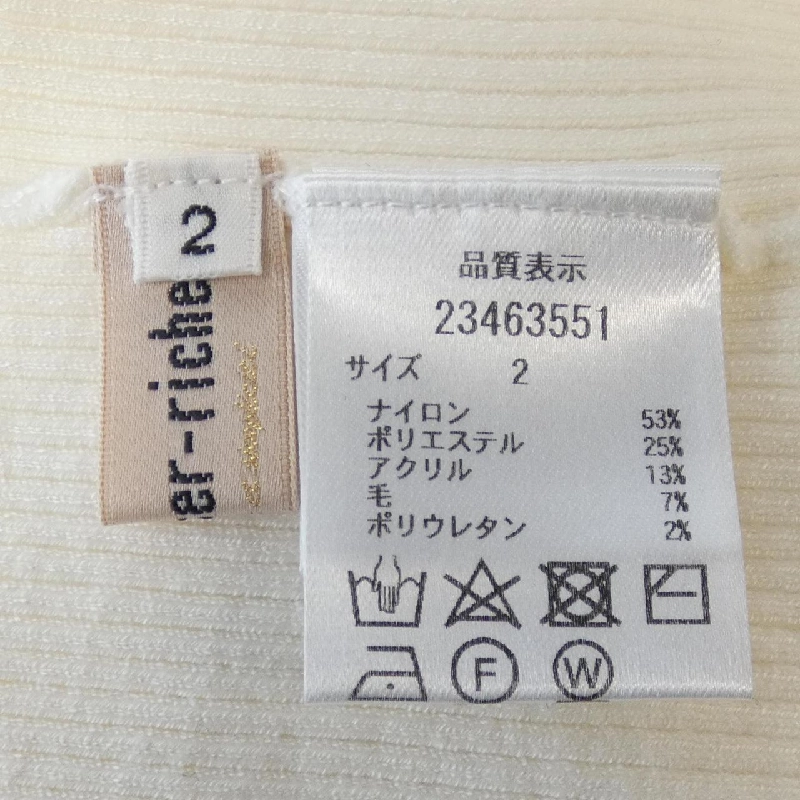 2
er-riche
品質表示
23463551
サイズ 2
ナイロン 53%
ポリエステル 25%
アクリル 13%
毛 7%
ポリウレタン 2%
F
W